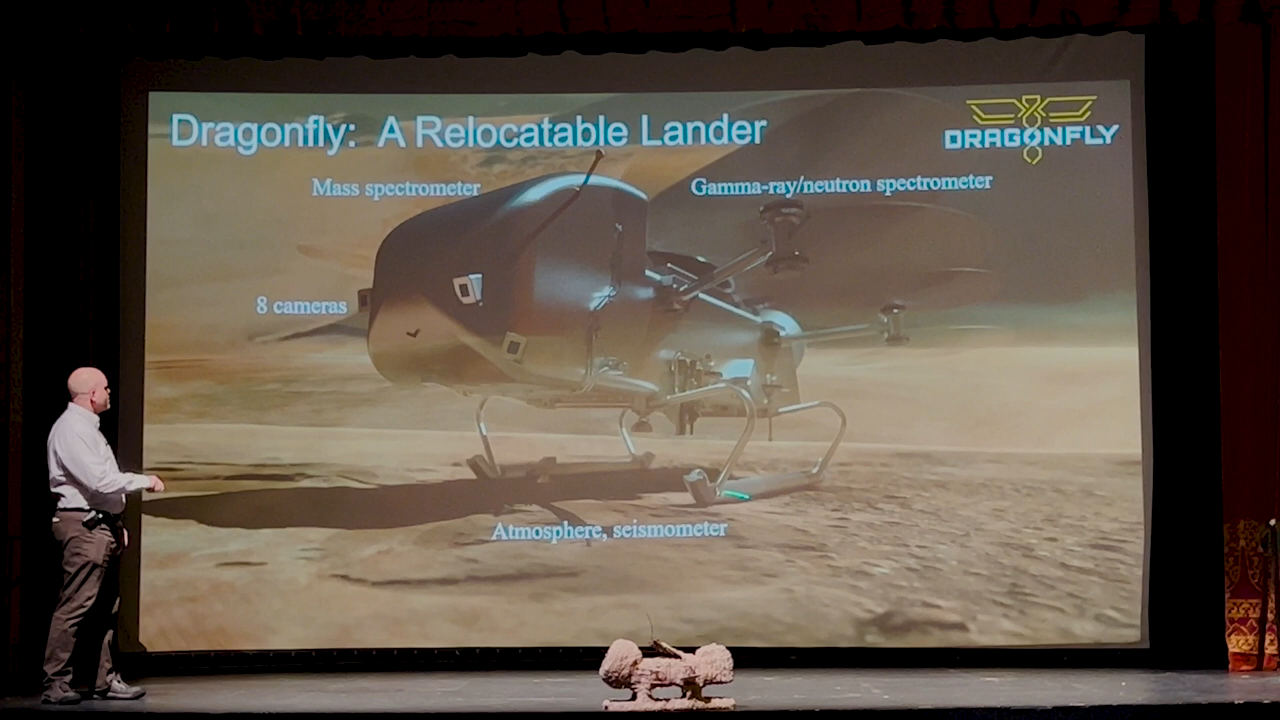 Dragonfly: A Relocatable Lander
DRAGONFLY
Mass spectrometer
Gamma-ray/neutron spectrometer
8 cameras
Atmosphere, seismometer